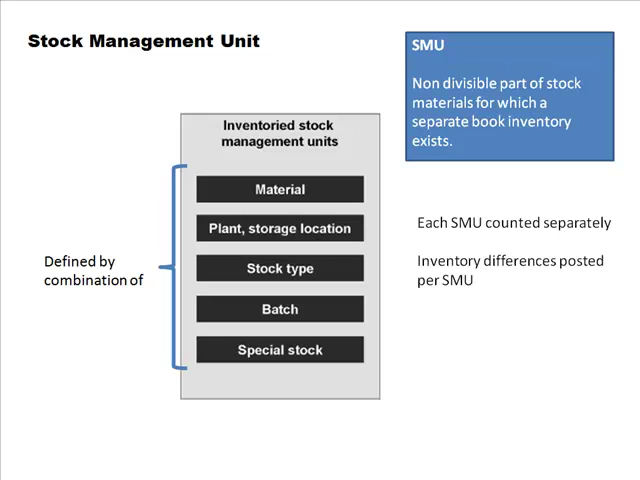 Stock Management Unit
SMU
Non divisible part of stock
materials for which a
separate book inventory
exists.
Inventoried stock
management units
Material
Plant, storage location
Stock type
Batch
Special stock
Defined by
combination of
Each SMU counted separately
Inventory differences posted
per SMU